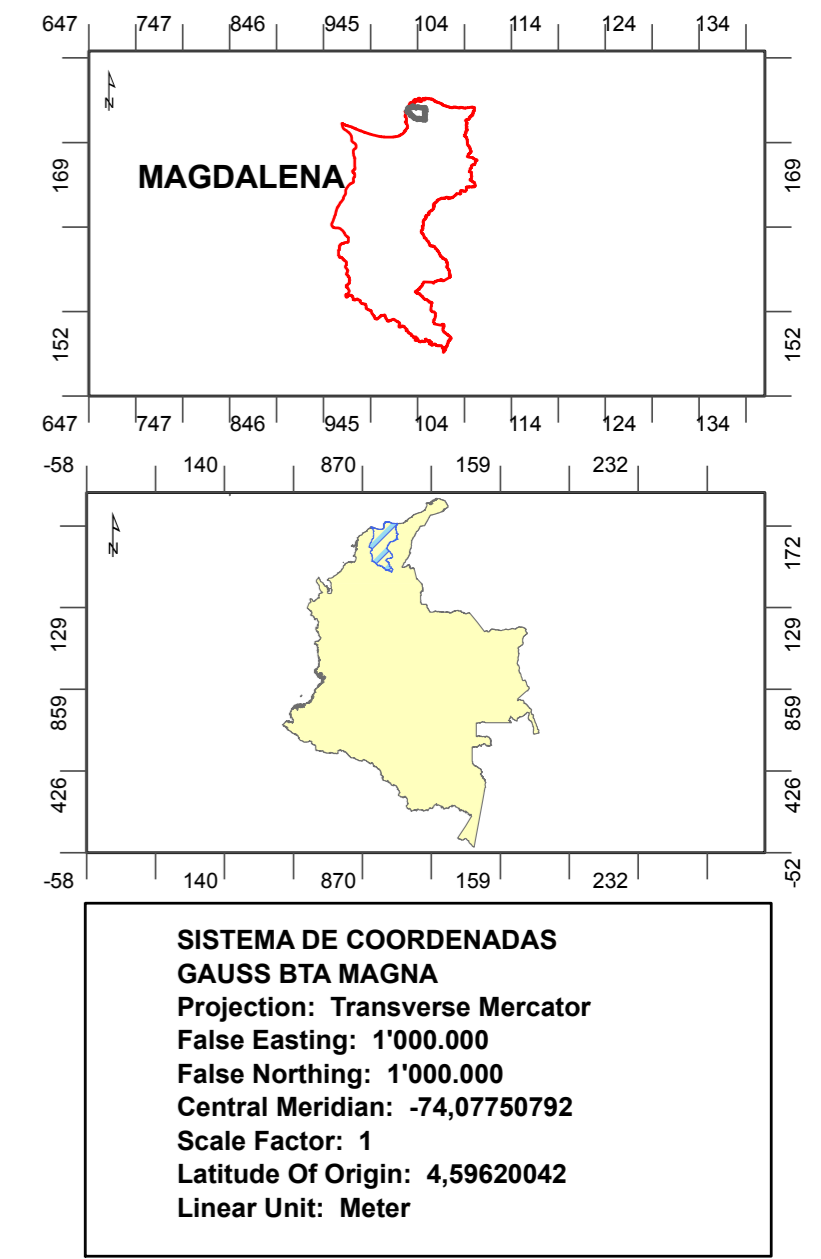 647 747 846 945 104 114 124 134
N
169 169
MAGDALENA
152 152
647 747 846 945 104 114 124 134
-58 140 870 159 232
N
172
129 129
859 859
426 426
-52
-58 140 870 159 232
SISTEMA DE COORDENADAS
GAUSS BTA MAGNA
Projection: Transverse Mercator
False Easting: 1'000.000
False Northing: 1'000.000
Central Meridian: -74,07750792
Scale Factor: 1
Latitude Of Origin: 4,59620042
Linear Unit: Meter